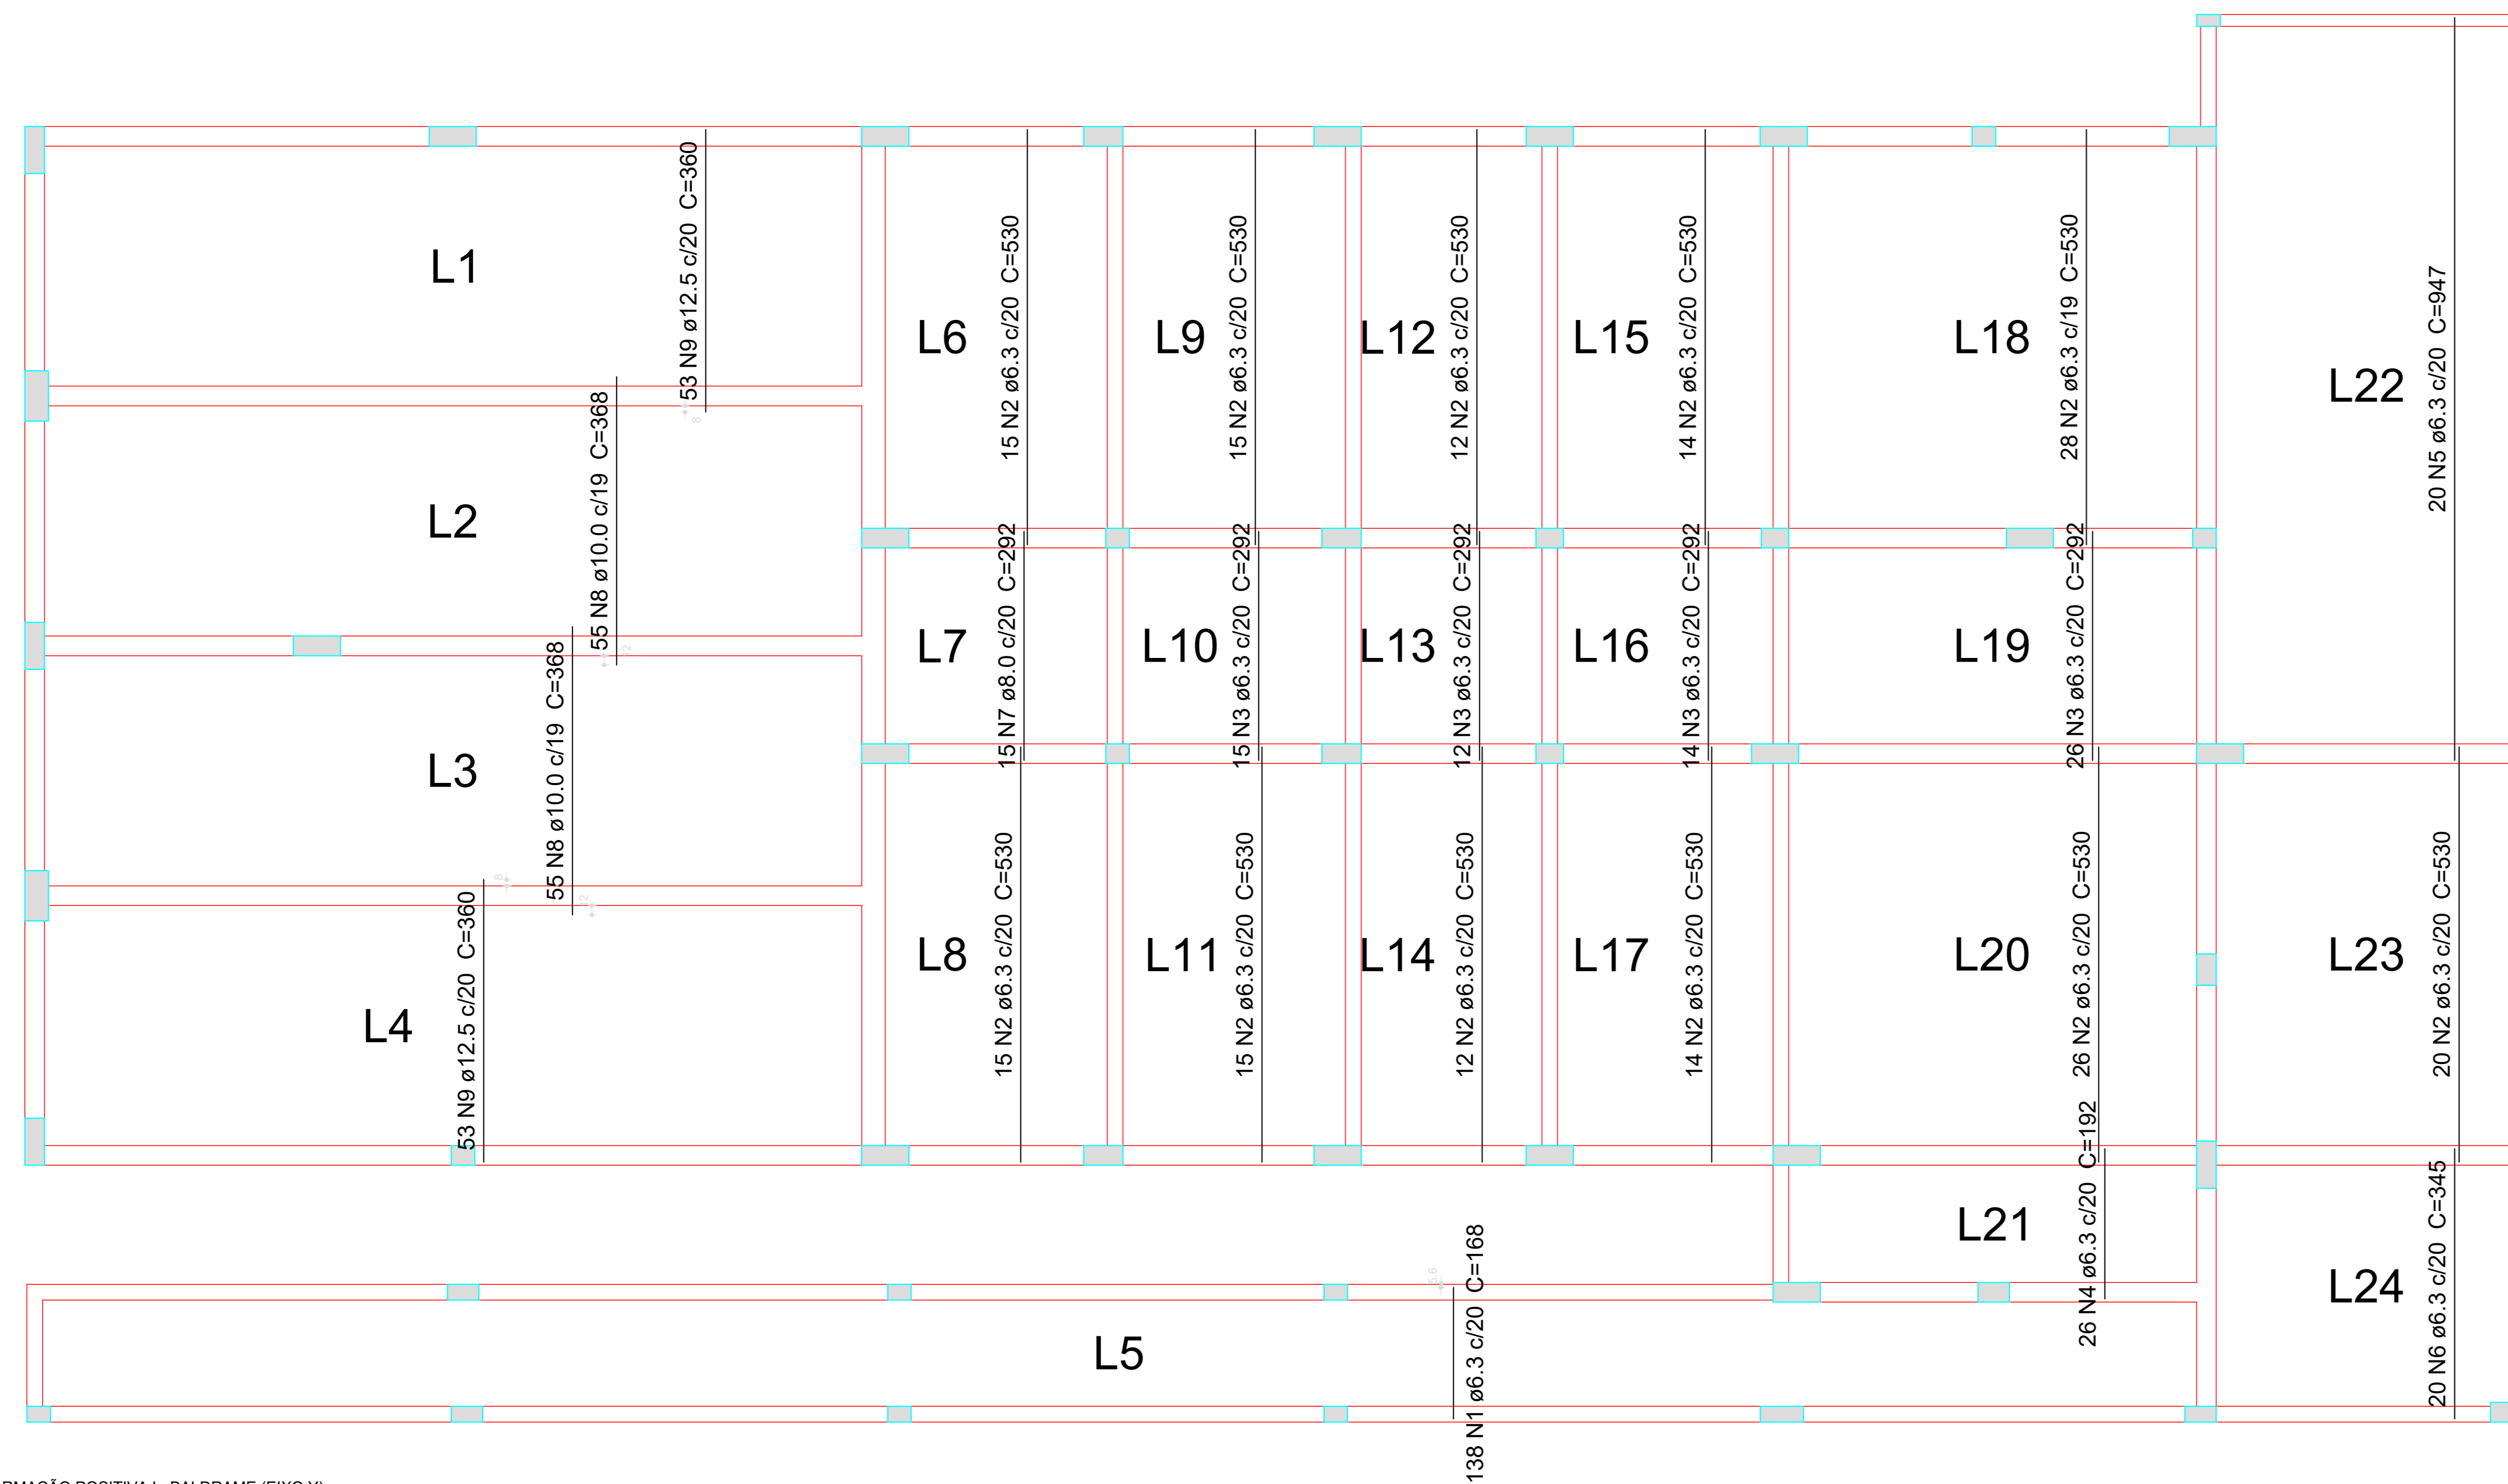 L1
53 N9 ø12.5 c/20 C=360
8
L2
55 N8 ø10.0 c/19 C=368
12
L3
55 N8 ø10.0 c/19 C=368
12
8
L4
53 N9 ø12.5 c/20 C=360
L6
15 N2 ø6.3 c/20 C=530
L9
15 N2 ø6.3 c/20 C=530
L12
12 N2 ø6.3 c/20 C=530
L15
14 N2 ø6.3 c/20 C=530
L18
28 N2 ø6.3 c/19 C=530
L22
20 N5 ø6.3 c/20 C=947
L7
15 N7 ø8.0 c/20 C=292
L10
15 N3 ø6.3 c/20 C=292
L13
12 N3 ø6.3 c/20 C=292
L16
14 N3 ø6.3 c/20 C=292
L19
26 N3 ø6.3 c/20 C=292
L8
15 N2 ø6.3 c/20 C=530
L11
15 N2 ø6.3 c/20 C=530
L14
12 N2 ø6.3 c/20 C=530
L17
14 N2 ø6.3 c/20 C=530
L20
26 N2 ø6.3 c/20 C=530
L23
20 N2 ø6.3 c/20 C=530
L21
26 N4 ø6.3 c/20 C=192
L24
20 N6 ø6.3 c/20 C=345
L5
5.6
138 N1 ø6.3 c/20 C=168